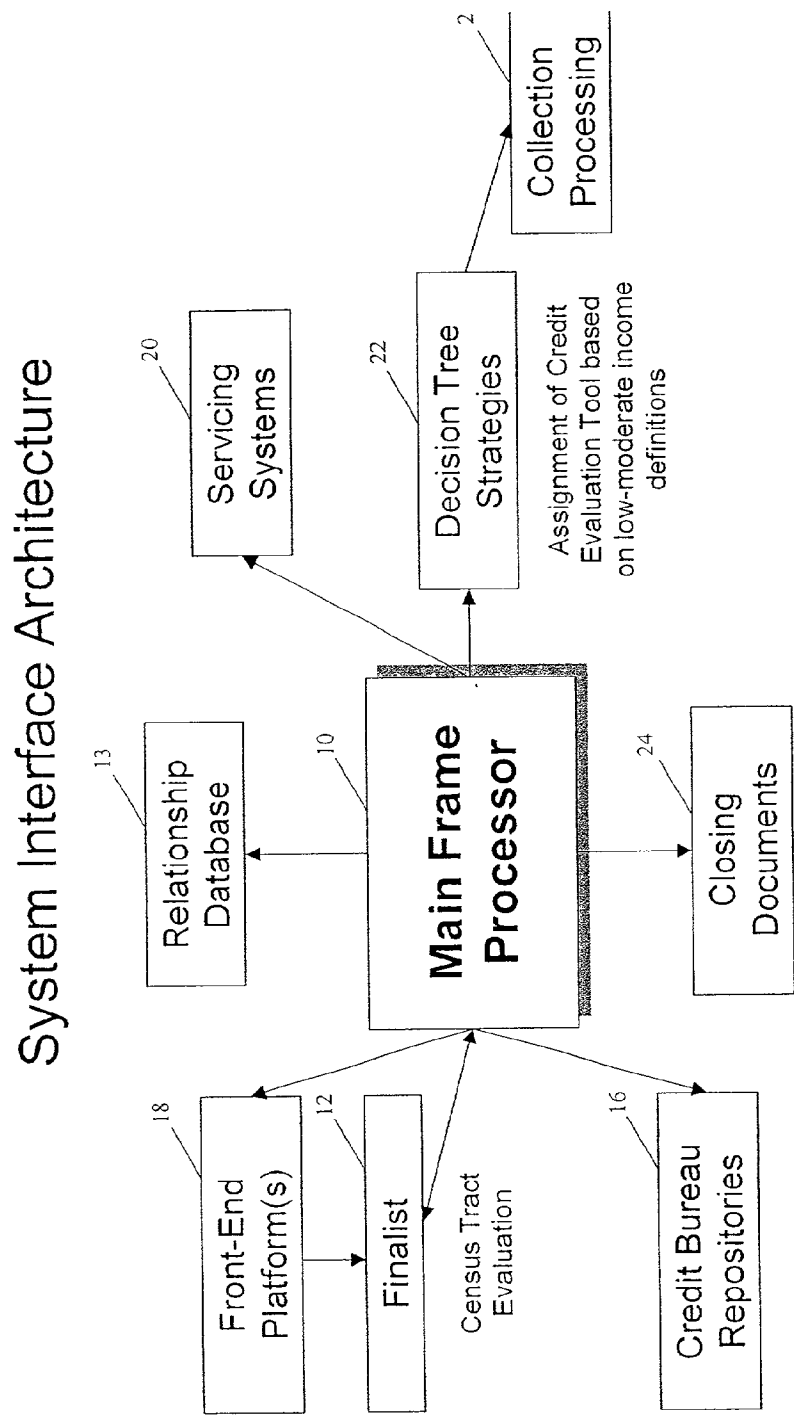 System Interface Architecture
18
Front-End
Platform(s)
12
Finalist
Census Tract
Evaluation
16
Credit Bureau
Repositories
13
Relationship
Database
10
Main Frame
Processor
24
Closing
Documents
20
Servicing
Systems
22
Decision Tree
Strategies
Assignment of Credit
Evaluation Tool based
on low-moderate income
definitions
2
Collection
Processing